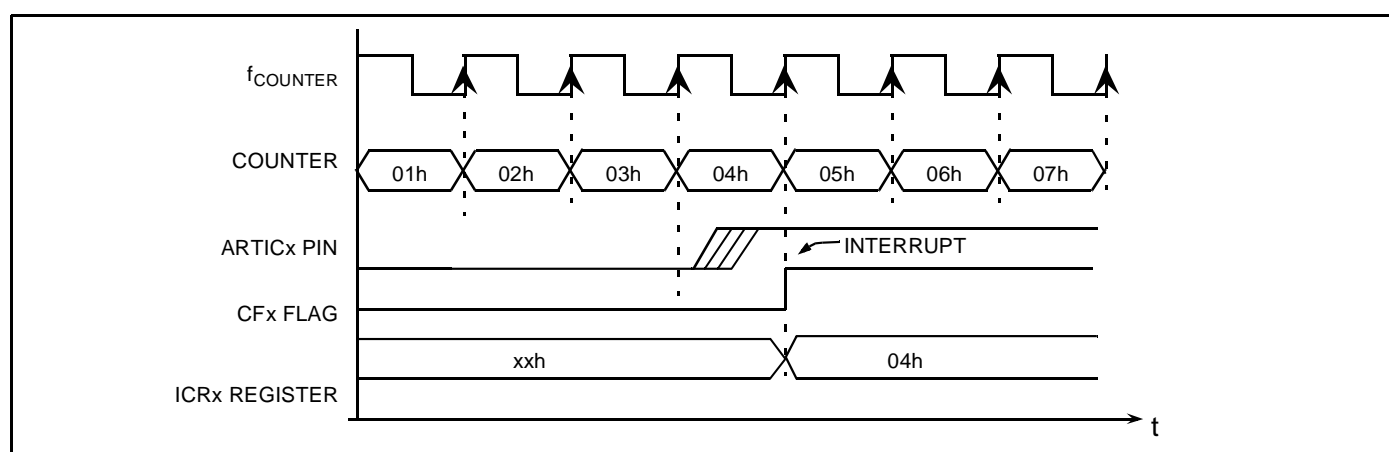 fCOUNTER
COUNTER
01h 02h 03h 04h 05h 06h 07h
ARTICx PIN
INTERRUPT
CFx FLAG
xxh 04h
ICRx REGISTER
t